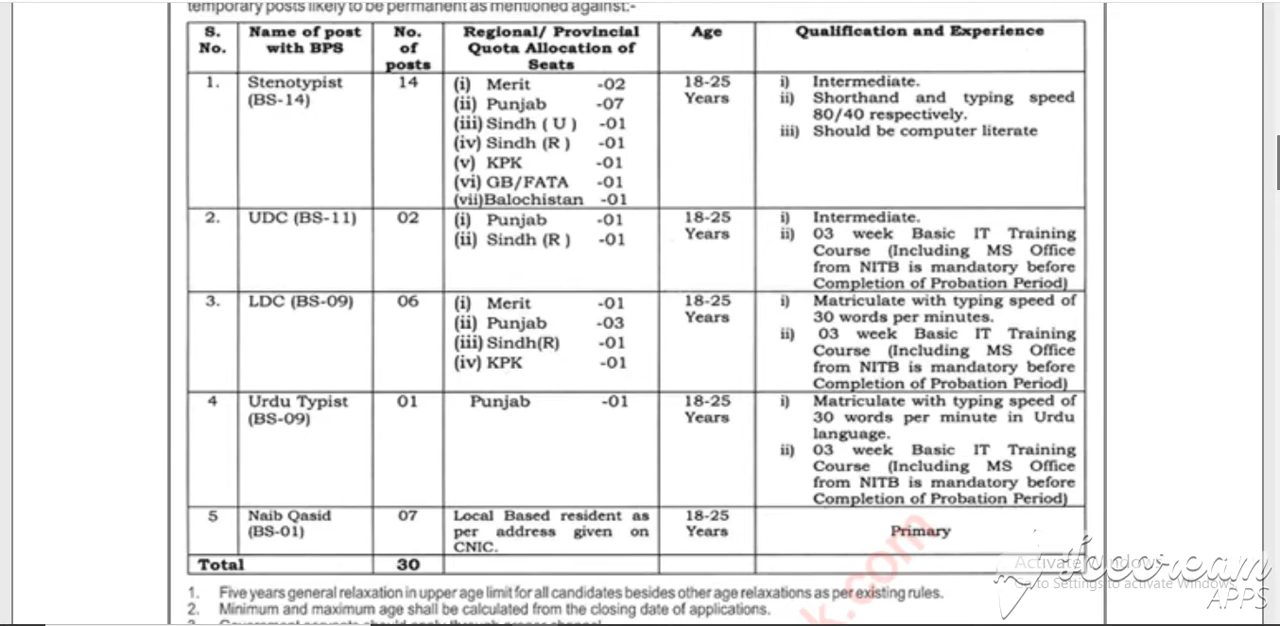 temporary posts likely to be permanent as mentioned against:-
S. No. Name of post with BPS No. of posts Regional/ Provincial Quota Allocation of Seats Age Qualification and Experience
1. Stenotypist (BS-14) 14
(i) Merit -02
(ii) Punjab -07
(iii) Sindh ( U ) -01
(iv) Sindh (R ) -01
(v) KPK -01
(vi) GB/FATA -01
(vii)Balochistan -01
18-25 Years
i) Intermediate.
ii) Shorthand and typing speed
80/40 respectively.
iii) Should be computer literate
2. UDC (BS-11) 02
(i) Punjab -01
(ii) Sindh (R ) -01
18-25 Years
i) Intermediate.
ii) 03 week Basic IT Training
Course (Including MS Office
from NITB is mandatory before
Completion of Probation Period)
3. LDC (BS-09) 06
(i) Merit -01
(ii) Punjab -03
(iii) Sindh(R) -01
(iv) KPK -01
18-25 Years
i) Matriculate with typing speed of
30 words per minutes.
ii) 03 week Basic IT Training
Course (Including MS Office
from NITB is mandatory before
Completion of Probation Period)
4 Urdu Typist (BS-09) 01
Punjab -01
18-25 Years
i) Matriculate with typing speed of
30 words per minute in Urdu
language.
ii) 03 week Basic IT Training
Course (Including MS Office
from NITB is mandatory before
Completion of Probation Period)
5 Naib Qasid (BS-01) 07
Local Based resident as
per address given on
CNIC.
18-25 Years
Primary
Total 30
1. Five years general relaxation in upper age limit for all candidates besides other age relaxations as per existing rules.
2. Minimum and maximum age shall be calculated from the closing date of applications.
3. Government servants should apply through proper channel
k.com
Activate Windows
to Settings to activate Windows.
Icecream
APPS